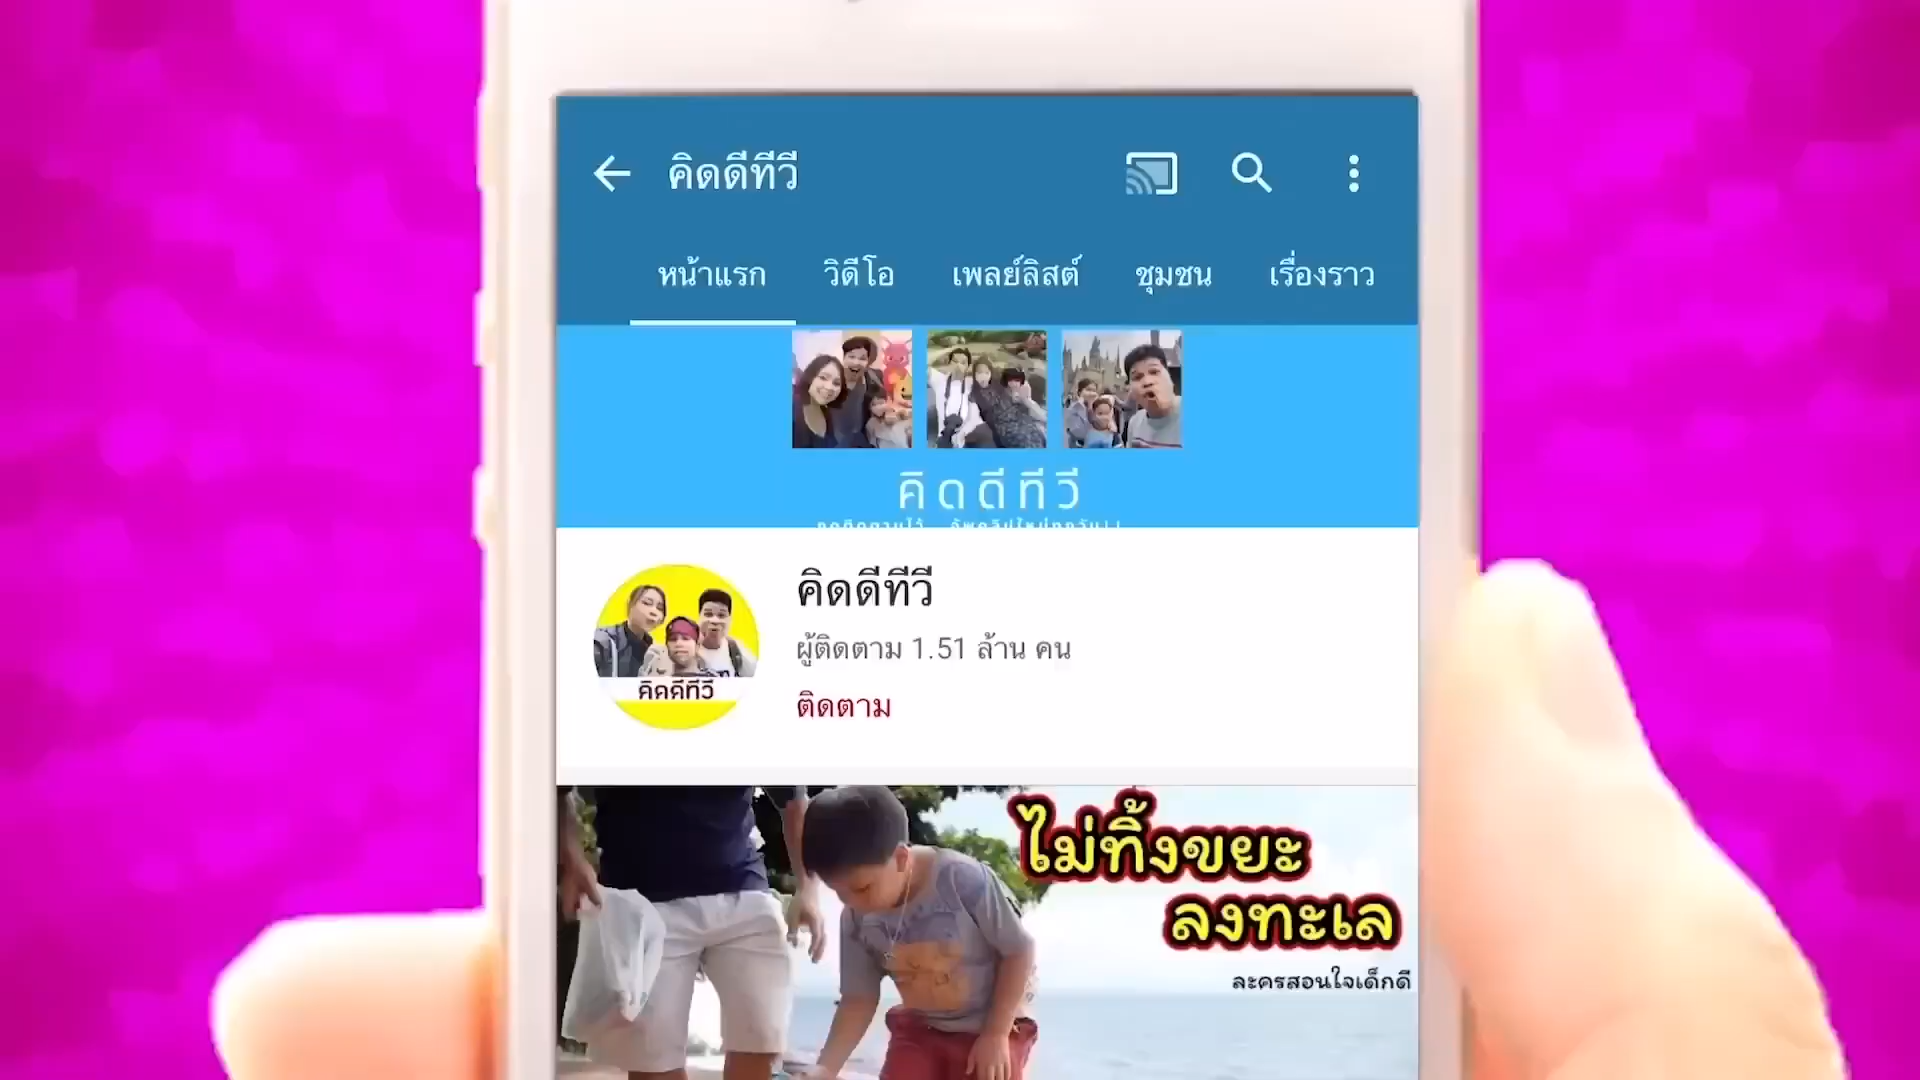 คิดดีทีวี
หน้าแรก วิดีโอ เพลย์ลิสต์ ชุมชน เรื่องราว
คิดดีทีวี
คิดดีทีวี
ผู้ติดตาม 1.51 ล้าน คน
ติดตาม
คิดดีทีวี
ไม่ทิ้งขยะ
ลงทะเล
ละครสอนใจเด็กดี